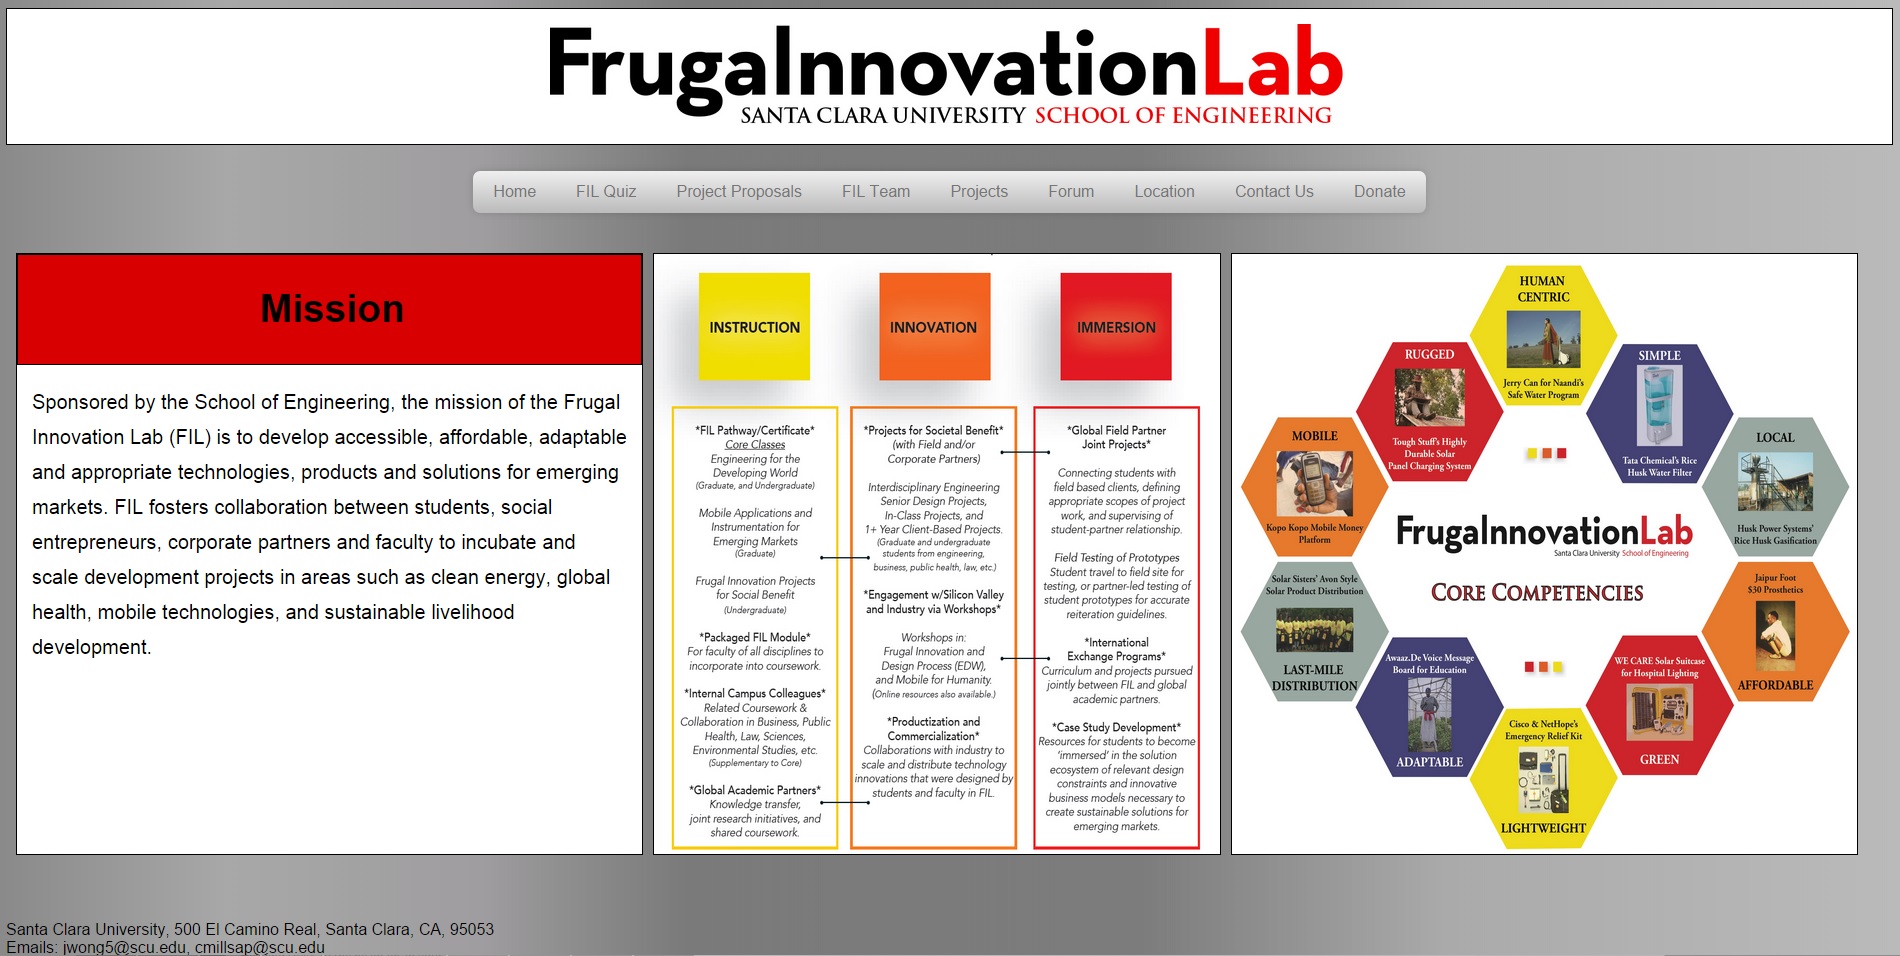 FrugalInnovationLab
SANTA CLARA UNIVERSITY SCHOOL OF ENGINEERING
Home FIL Quiz Project Proposals FIL Team Projects Forum Location Contact Us Donate
Mission
Sponsored by the School of Engineering, the mission of the Frugal
Innovation Lab (FIL) is to develop accessible, affordable, adaptable
and appropriate technologies, products and solutions for emerging
markets. FIL fosters collaboration between students, social
entrepreneurs, corporate partners and faculty to incubate and
scale development projects in areas such as clean energy, global
health, mobile technologies, and sustainable livelihood
development.
INSTRUCTION
*FIL Pathway/Certificate*
Core Classes
Engineering for the
Developing World
(Graduate, and Undergraduate)
Mobile Applications and
Instrumentation for
Emerging Markets
(Graduate)
Frugal Innovation Projects
for Social Benefit
(Undergraduate)
*Packaged FIL Module*
For faculty of all disciplines to
incorporate into coursework.
*Internal Campus Colleagues*
Related Coursework &
Collaboration in Business, Public
Health, Law, Sciences,
Environmental Studies, etc.
(Supplementary to Core)
*Global Academic Partners*
Knowledge transfer,
joint research initiatives, and
shared coursework.
INNOVATION
*Projects for Societal Benefit*
(with Field and/or
Corporate Partners)
Interdisciplinary Engineering
Senior Design Projects,
In-Class Projects, and
1+ Year Client-Based Projects.
(Graduate and undergraduate
students from engineering,
business, public health, law, etc.)
*Engagement w/Silicon Valley
and Industry via Workshops*
Workshops in:
Frugal Innovation and
Design Process (EDW),
and Mobile for Humanity.
(Online resources also available.)
*Productization and
Commercialization*
Collaborations with industry to
scale and distribute technology
innovations that were designed by
students and faculty in FIL.
IMMERSION
*Global Field Partner
Joint Projects*
Connecting students with
field based clients, defining
appropriate scopes of project
work, and supervising of
student-partner relationship.
Field Testing of Prototypes
Student travel to field site for
testing, or partner-led testing of
student prototypes for accurate
reiteration guidelines.
*International
Exchange Programs*
Curriculum and projects pursued
jointly between FIL and global
academic partners.
*Case Study Development*
Resources for students to become
'immersed' in the solution
ecosystem of relevant design
constraints and innovative
business models necessary to
create sustainable solutions for
emerging markets.
HUMAN
CENTRIC
Jerry Can for Naandi's
Safe Water Program
RUGGED
Tough Stuff's Highly
Durable Solar
Panel Charging System
SIMPLE
Tata Chemical's Rice
Husk Water Filter
MOBILE
Kopo Kopo Mobile Money
Platform
LOCAL
Husk Power Systems'
Rice Husk Gasification
FrugalInnovationLab
Santa Clara University School of Engineering
CORE COMPETENCIES
Solar Sisters' Avon Style
Solar Product Distribution
LAST-MILE
DISTRIBUTION
Jaipur Foot
$30 Prosthetics
AFFORDABLE
Awaaz.De Voice Message
Board for Education
ADAPTABLE
WE CARE Solar Suitcase
for Hospital Lighting
GREEN
Cisco & NetHope's
Emergency Relief Kit
LIGHTWEIGHT
Santa Clara University, 500 El Camino Real, Santa Clara, CA, 95053
Emails: jwong5@scu.edu, cmillsap@scu.edu